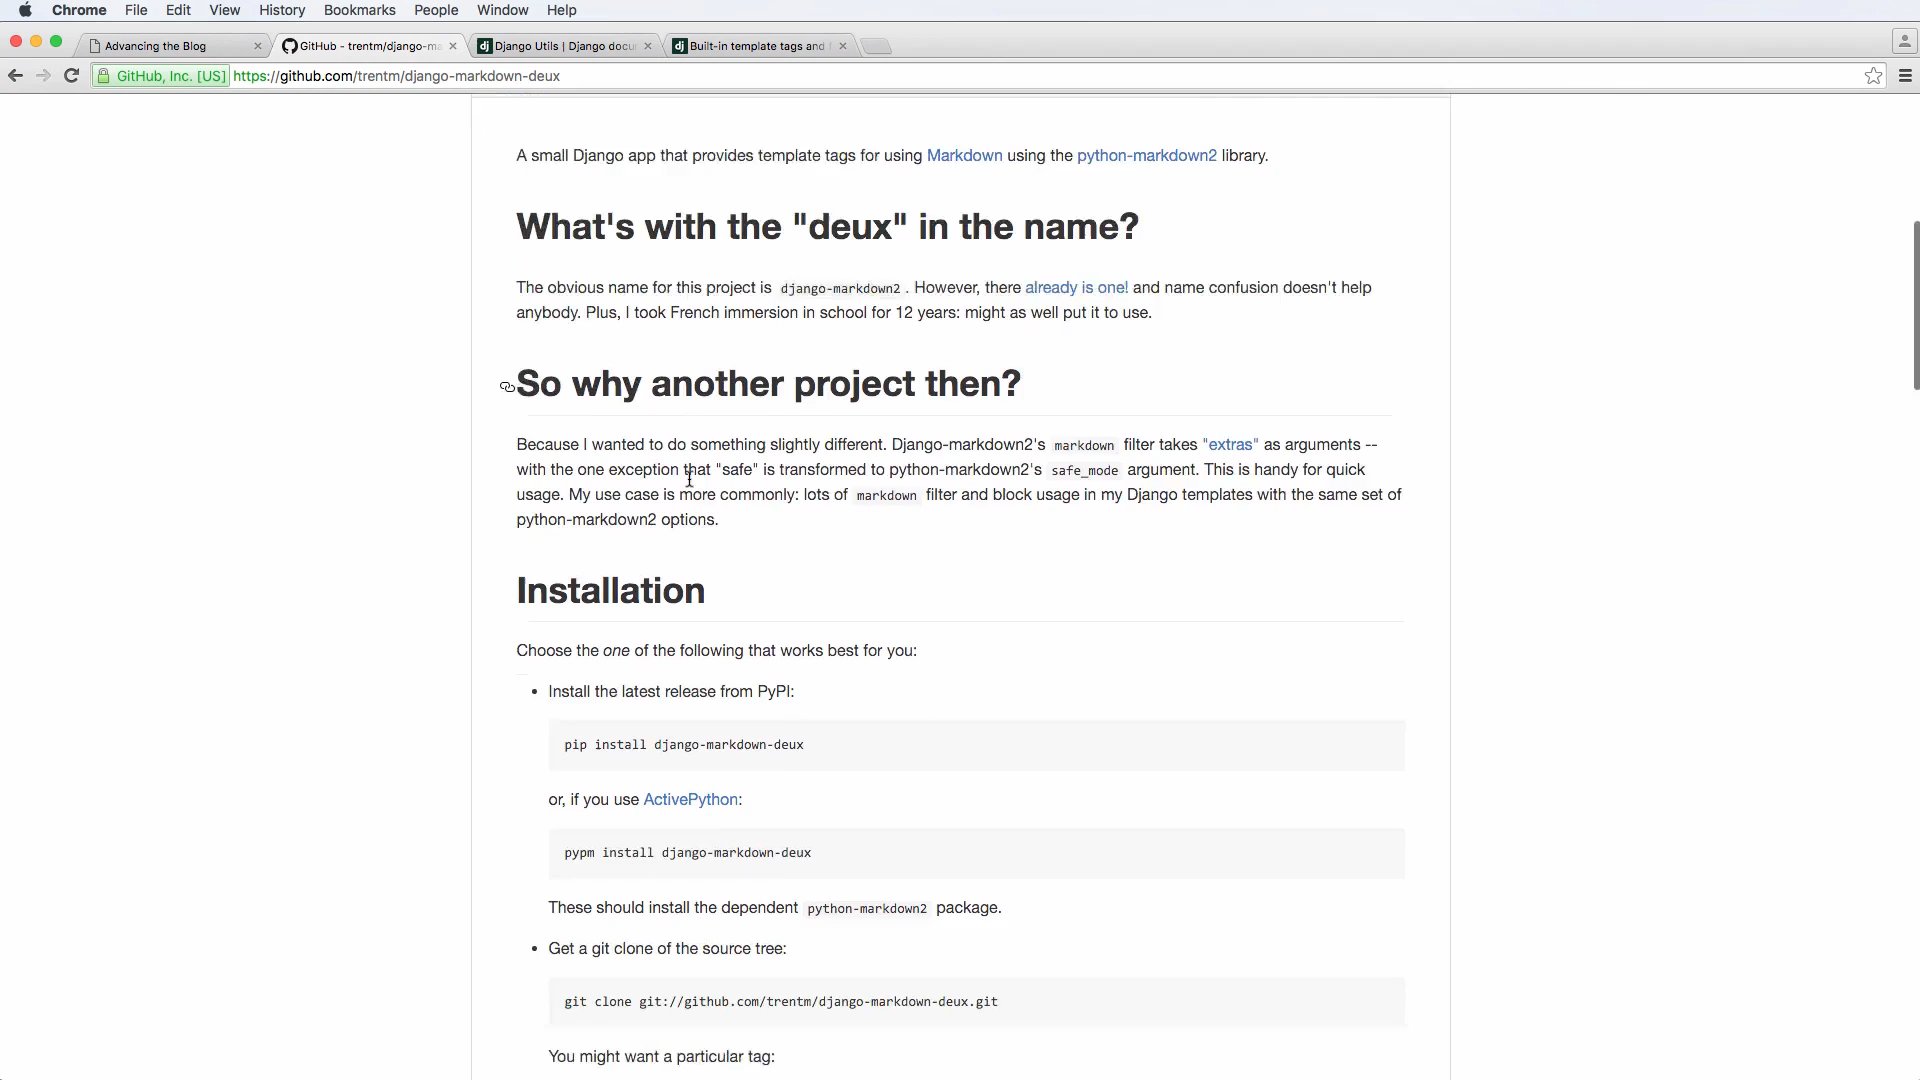 Chrome File Edit View History Bookmarks People Window Help
Advancing the Blog GitHub - trentm/django-ma Django Utils | Django docu Built-in template tags and
GitHub, Inc. [US] https://github.com/trentm/django-markdown-deux
A small Django app that provides template tags for using Markdown using the python-markdown2 library.
What's with the "deux" in the name?
The obvious name for this project is django-markdown2 . However, there already is one! and name confusion doesn't help
anybody. Plus, I took French immersion in school for 12 years: might as well put it to use.
So why another project then?
Because I wanted to do something slightly different. Django-markdown2's markdown filter takes "extras" as arguments --
with the one exception that "safe" is transformed to python-markdown2's safe_mode argument. This is handy for quick
usage. My use case is more commonly: lots of markdown filter and block usage in my Django templates with the same set of
python-markdown2 options.
Installation
Choose the one of the following that works best for you:
• Install the latest release from PyPI:
pip install django-markdown-deux
or, if you use ActivePython:
pypm install django-markdown-deux
These should install the dependent python-markdown2 package.
• Get a git clone of the source tree:
git clone git://github.com/trentm/django-markdown-deux.git
You might want a particular tag: